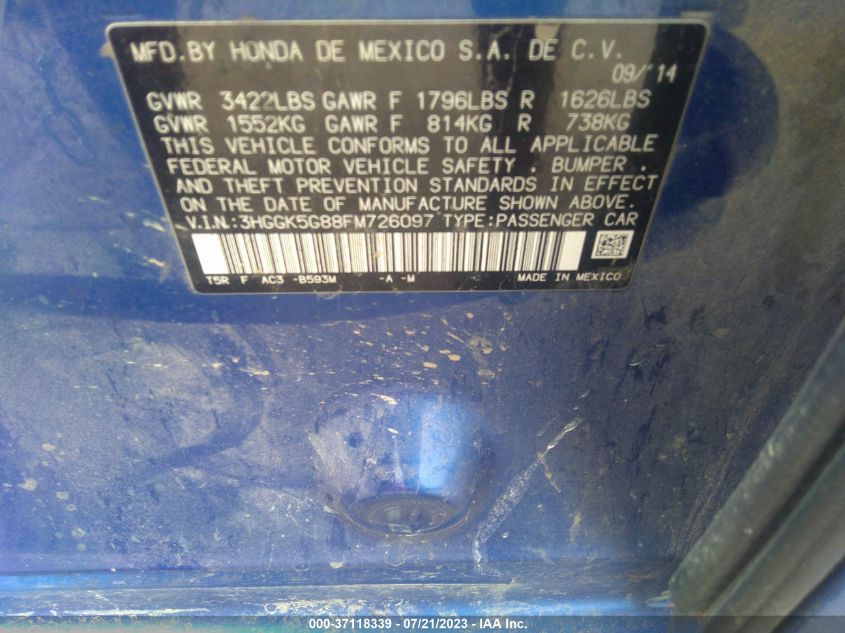 MFD.BY HONDA DE MEXICO S.A. DE C.V.
09/14
GVWR 3422LBS GAWR F 1796LBS R 1626LBS
GVWR 1552KG GAWR F 814KG R 738KG
THIS VEHICLE CONFORMS TO ALL APPLICABLE
FEDERAL MOTOR VEHICLE SAFETY . BUMPER .
AND THEFT PREVENTION STANDARDS IN EFFECT
ON THE DATE OF MANUFACTURE SHOWN ABOVE.
V.I.N.:3HGGK5G88FM726097 TYPE:PASSENGER CAR
T5R F AC3 -B593M -A -M MADE IN MEXICO
000-37118339 - 07/21/2023 - IAA Inc.